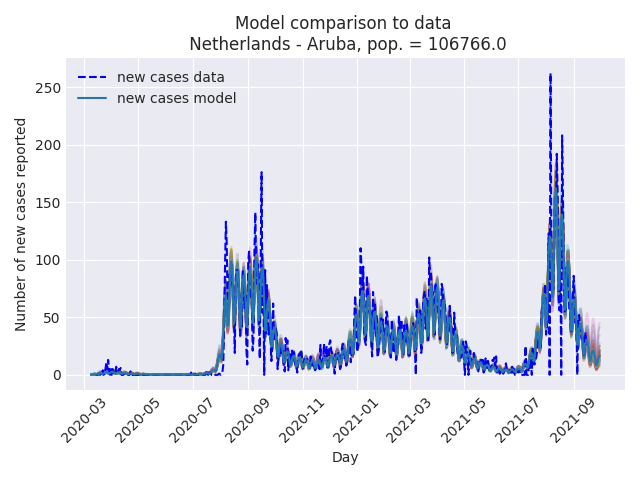 Model comparison to data
Netherlands - Aruba, pop. = 106766.0
new cases data
new cases model
Number of new cases reported
250
200
150
100
50
0
2020-03
2020-05
2020-07
2020-09
2020-11
2021-01
2021-03
2021-05
2021-07
2021-09
Day